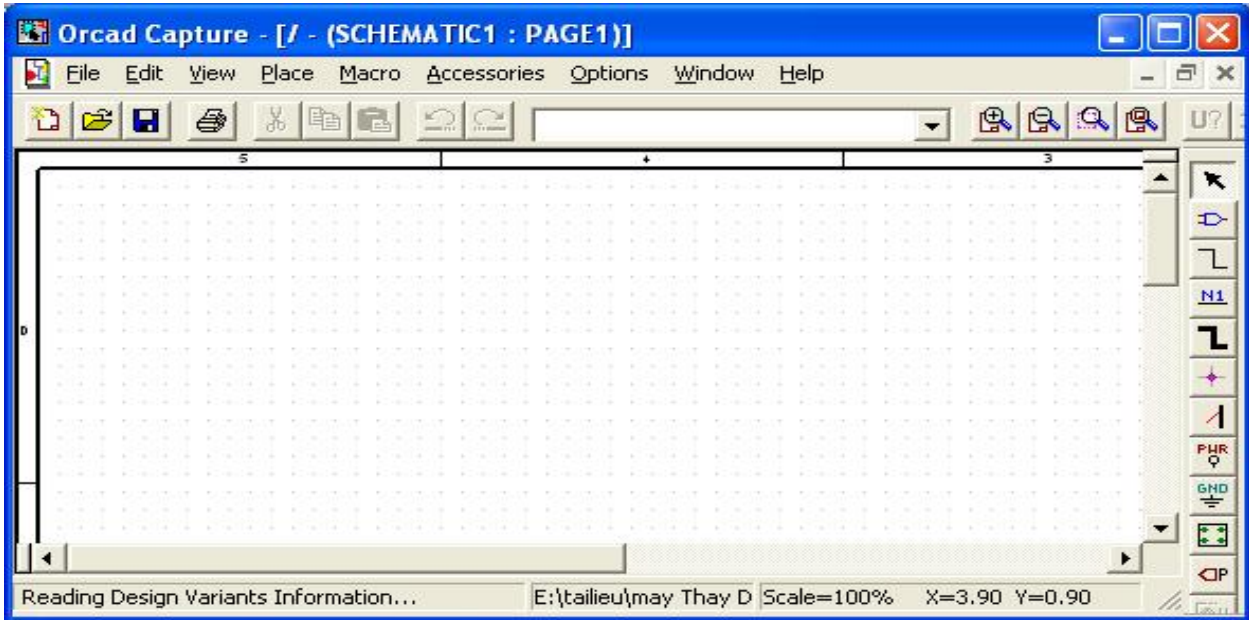 Orcad Capture - [/ - (SCHEMATIC1 : PAGE1)]
File Edit View Place Macro Accessories Options Window Help
U?
5 4 3
N1
D
PWR
GND
P
Reading Design Variants Information... E:\tailieu\may Thay D Scale=100% X=3.90 Y=0.90